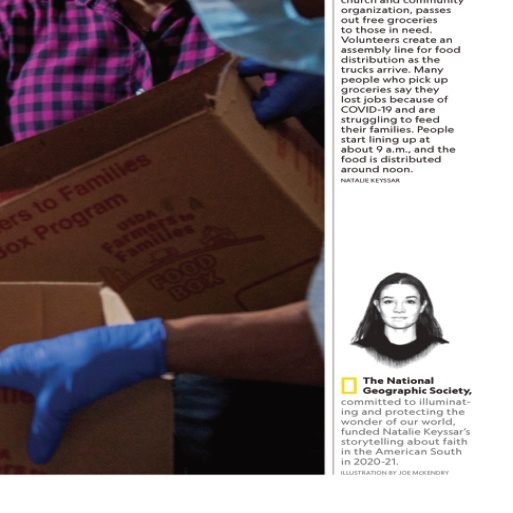 church and community
organization, passes
out free groceries
to those in need.
Volunteers create an
assembly line for food
distribution as the
trucks arrive. Many
people who pick up
groceries say they
lost jobs because of
COVID-19 and are
struggling to feed
their families. People
start lining up at
about 9 a.m., and the
food is distributed
around noon.
NATALIE KEYSSAR
ers to Families
ox Program
USDA
Farmers to
Families
FOOD
BOX
The National
Geographic Society,
committed to illuminat-
ing and protecting the
wonder of our world,
funded Natalie Keyssar's
storytelling about faith
in the American South
in 2020-21.
ILLUSTRATION BY JOE McKENDRY